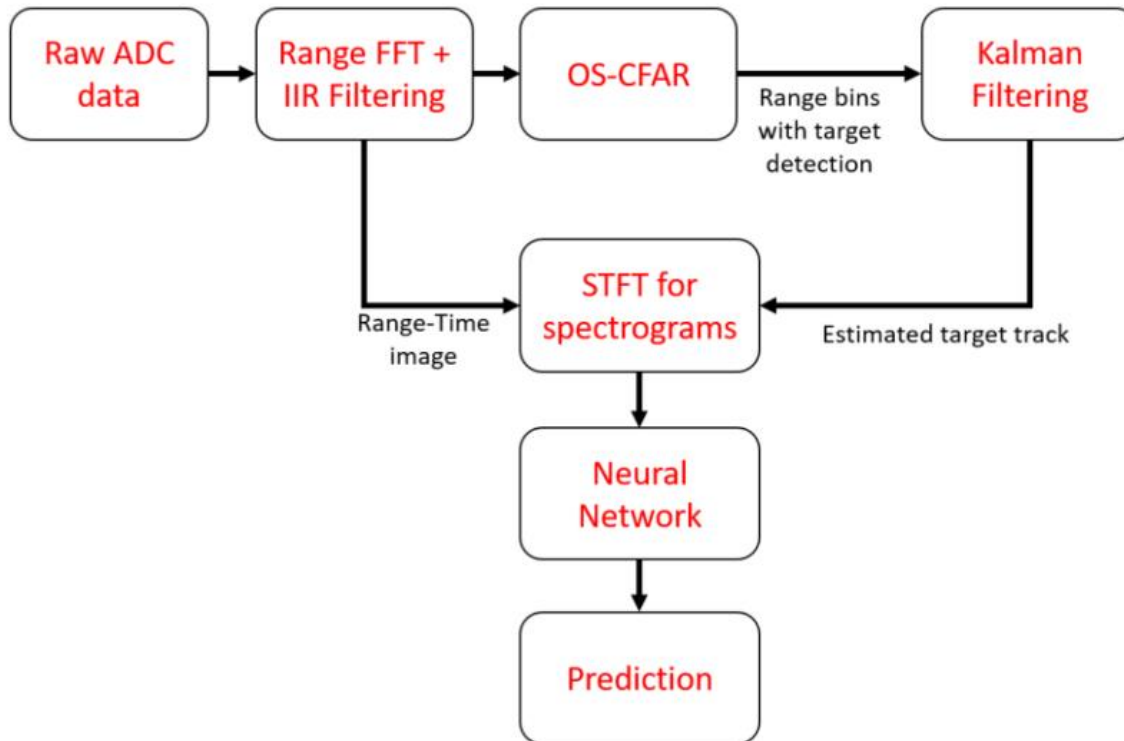 Raw ADC
data
Range FFT +
IIR Filtering
OS-CFAR
Range bins
with target
detection
Kalman
Filtering
Range-Time
image
STFT for
spectrograms
Estimated target track
Neural
Network
Prediction